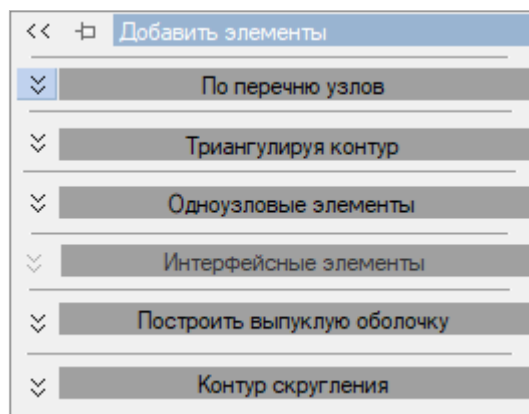 Добавить элементы
По перечню узлов
Триангулируя контур
Одноузловые элементы
Интерфейсные элементы
Построить выпуклую оболочку
Контур скругления